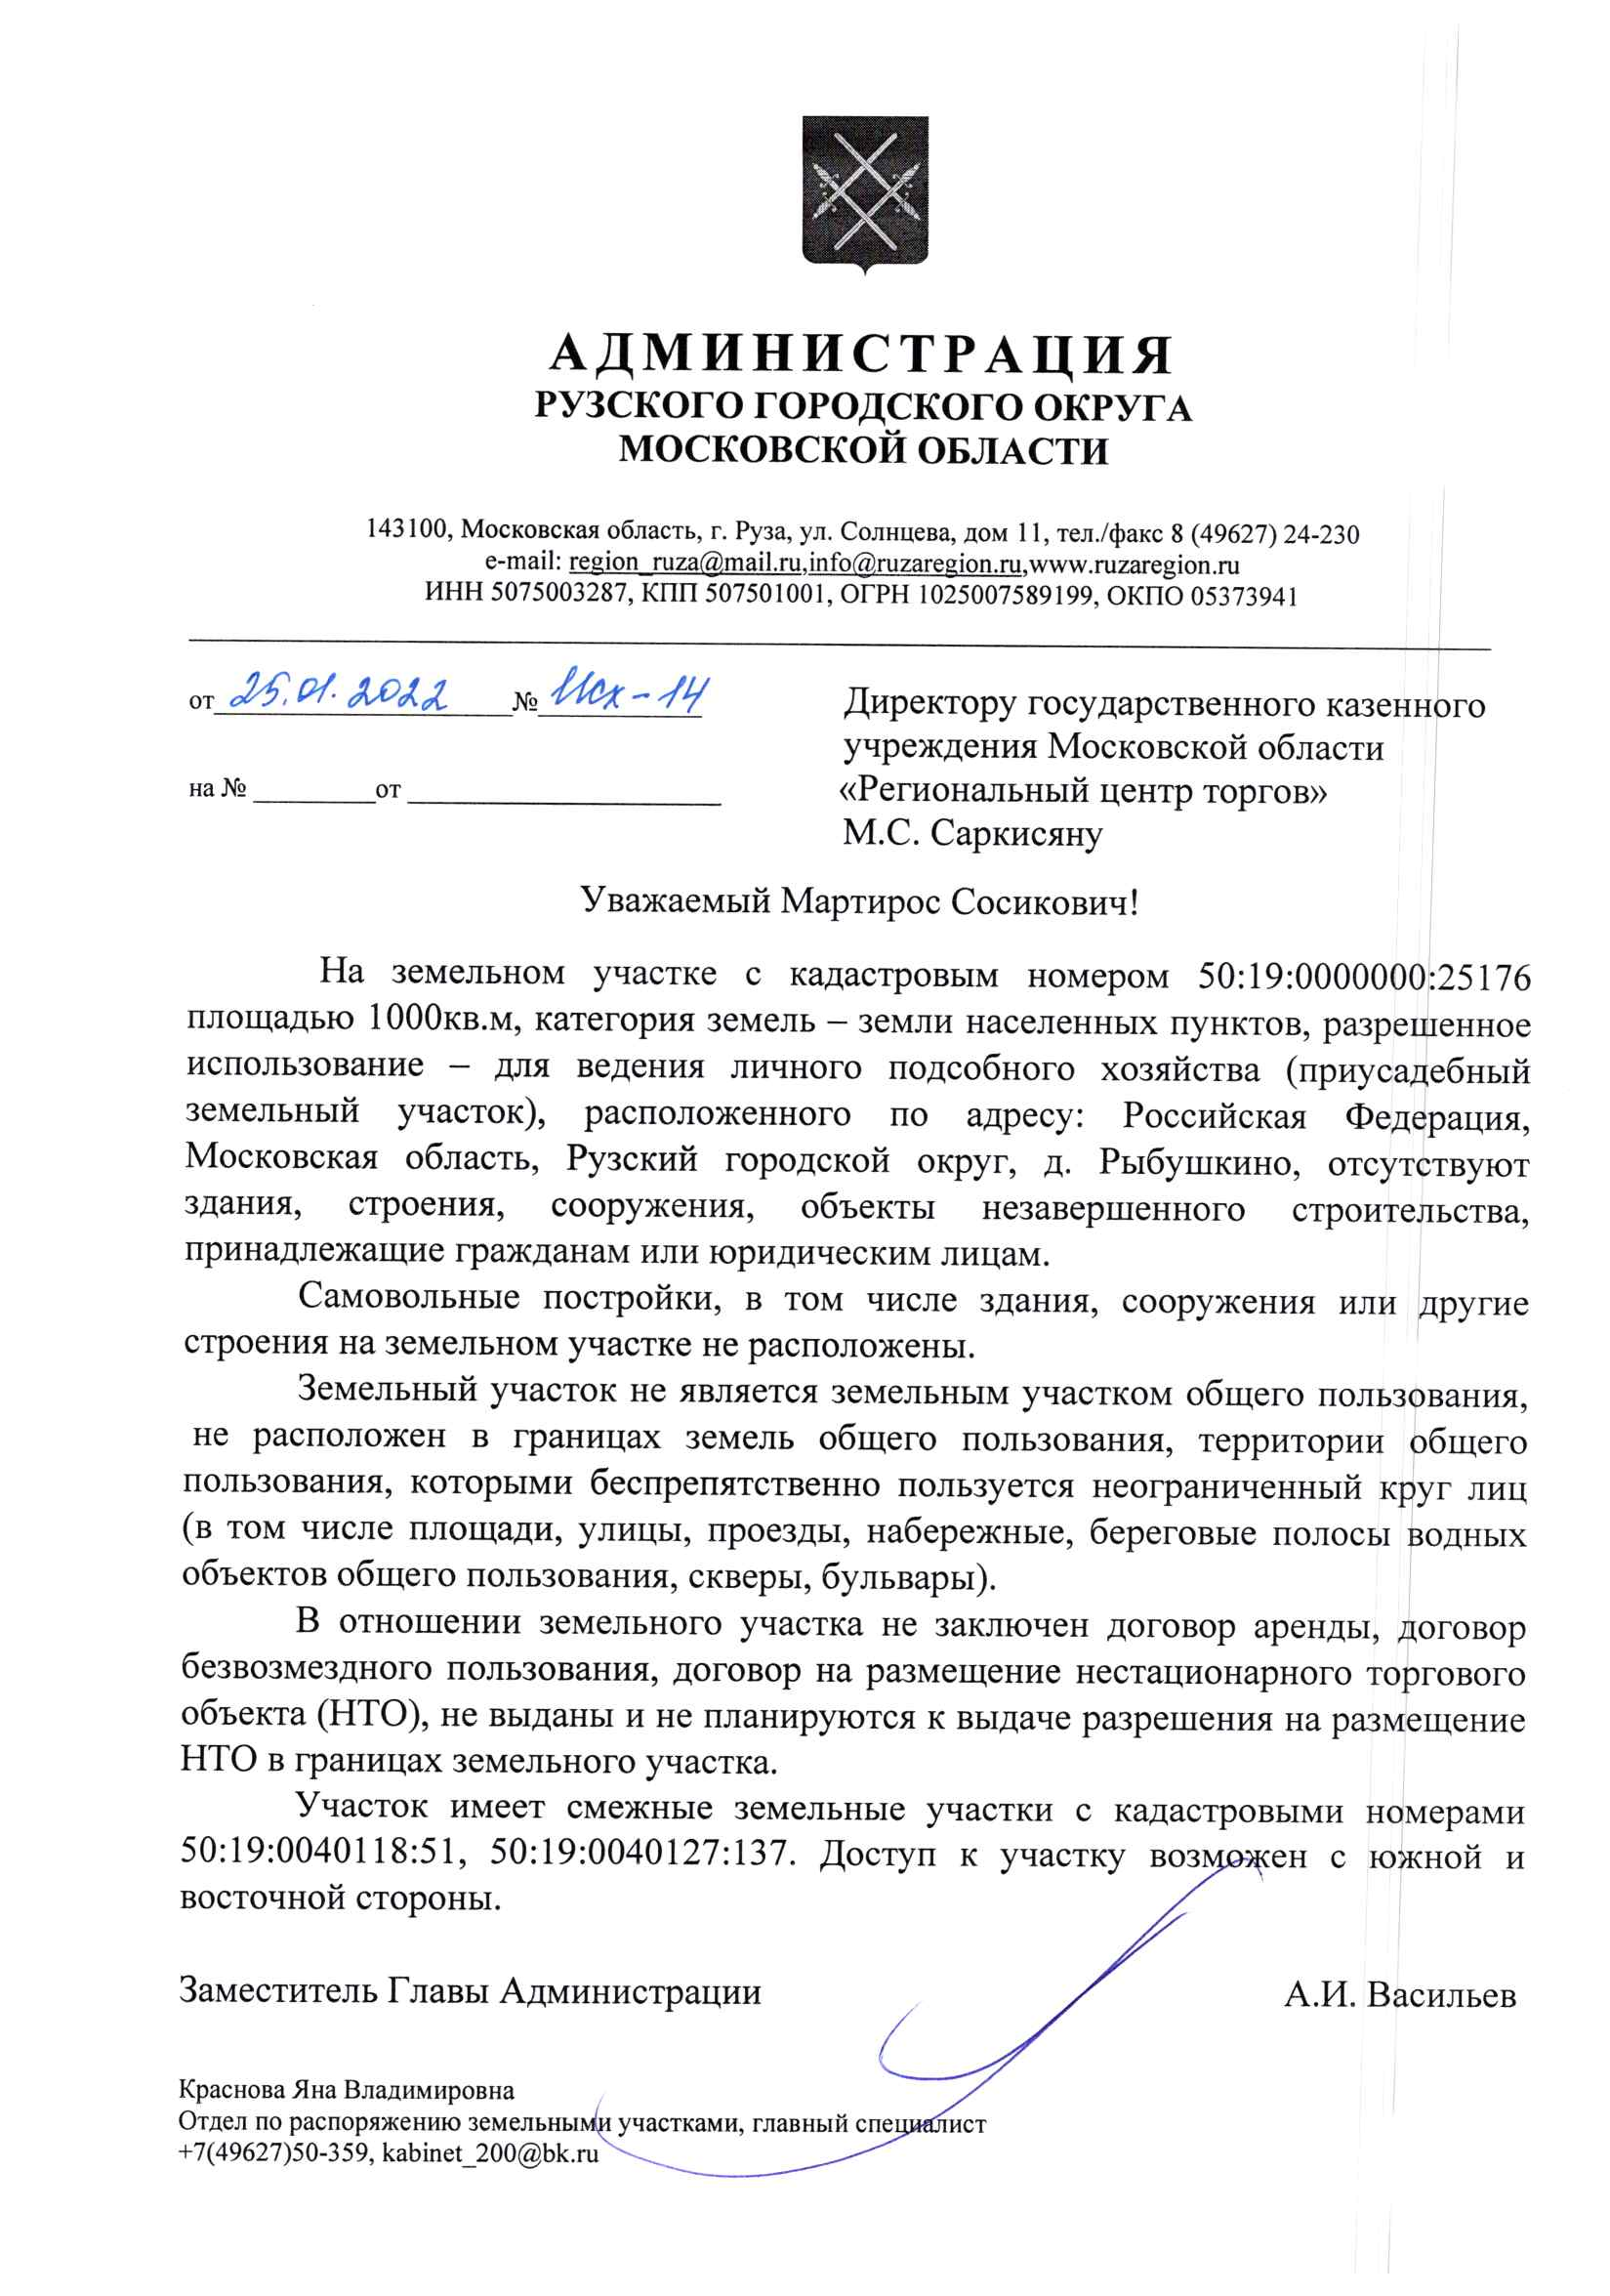 АДМИНИСТРАЦИЯ
РУЗСКОГО ГОРОДСКОГО ОКРУГА
МОСКОВСКОЙ ОБЛАСТИ
143100, Московская область, г. Руза, ул. Солнцева, дом 11, тел./факс 8 (49627) 24-230
e-mail: region_ruza@mail.ru,info@ruzaregion.ru,www.ruzaregion.ru
ИНН 5075003287, КПП 507501001, ОГРН 1025007589199, ОКПО 05373941
от 25.01.2022 № Исх-14
на № _________от _______________________
Директору государственного казенного
учреждения Московской области
«Региональный центр торгов»
М.С. Саркисяну
Уважаемый Мартирос Сосикович!
На земельном участке с кадастровым номером 50:19:0000000:25176
площадью 1000кв.м, категория земель – земли населенных пунктов, разрешенное
использование – для ведения личного подсобного хозяйства (приусадебный
земельный участок), расположенного по адресу: Российская Федерация,
Московская область, Рузский городской округ, д. Рыбушкино, отсутствуют
здания, строения, сооружения, объекты незавершенного строительства,
принадлежащие гражданам или юридическим лицам.
Самовольные постройки, в том числе здания, сооружения или другие
строения на земельном участке не расположены.
Земельный участок не является земельным участком общего пользования,
не расположен в границах земель общего пользования, территории общего
пользования, которыми беспрепятственно пользуется неограниченный круг лиц
(в том числе площади, улицы, проезды, набережные, береговые полосы водных
объектов общего пользования, скверы, бульвары).
В отношении земельного участка не заключен договор аренды, договор
безвозмездного пользования, договор на размещение нестационарного торгового
объекта (НТО), не выданы и не планируются к выдаче разрешения на размещение
НТО в границах земельного участка.
Участок имеет смежные земельные участки с кадастровыми номерами
50:19:0040118:51, 50:19:0040127:137. Доступ к участку возможен с южной и
восточной стороны.
Заместитель Главы Администрации А.И. Васильев
Краснова Яна Владимировна
Отдел по распоряжению земельными участками, главный специалист
+7(49627)50-359, kabinet_200@bk.ru